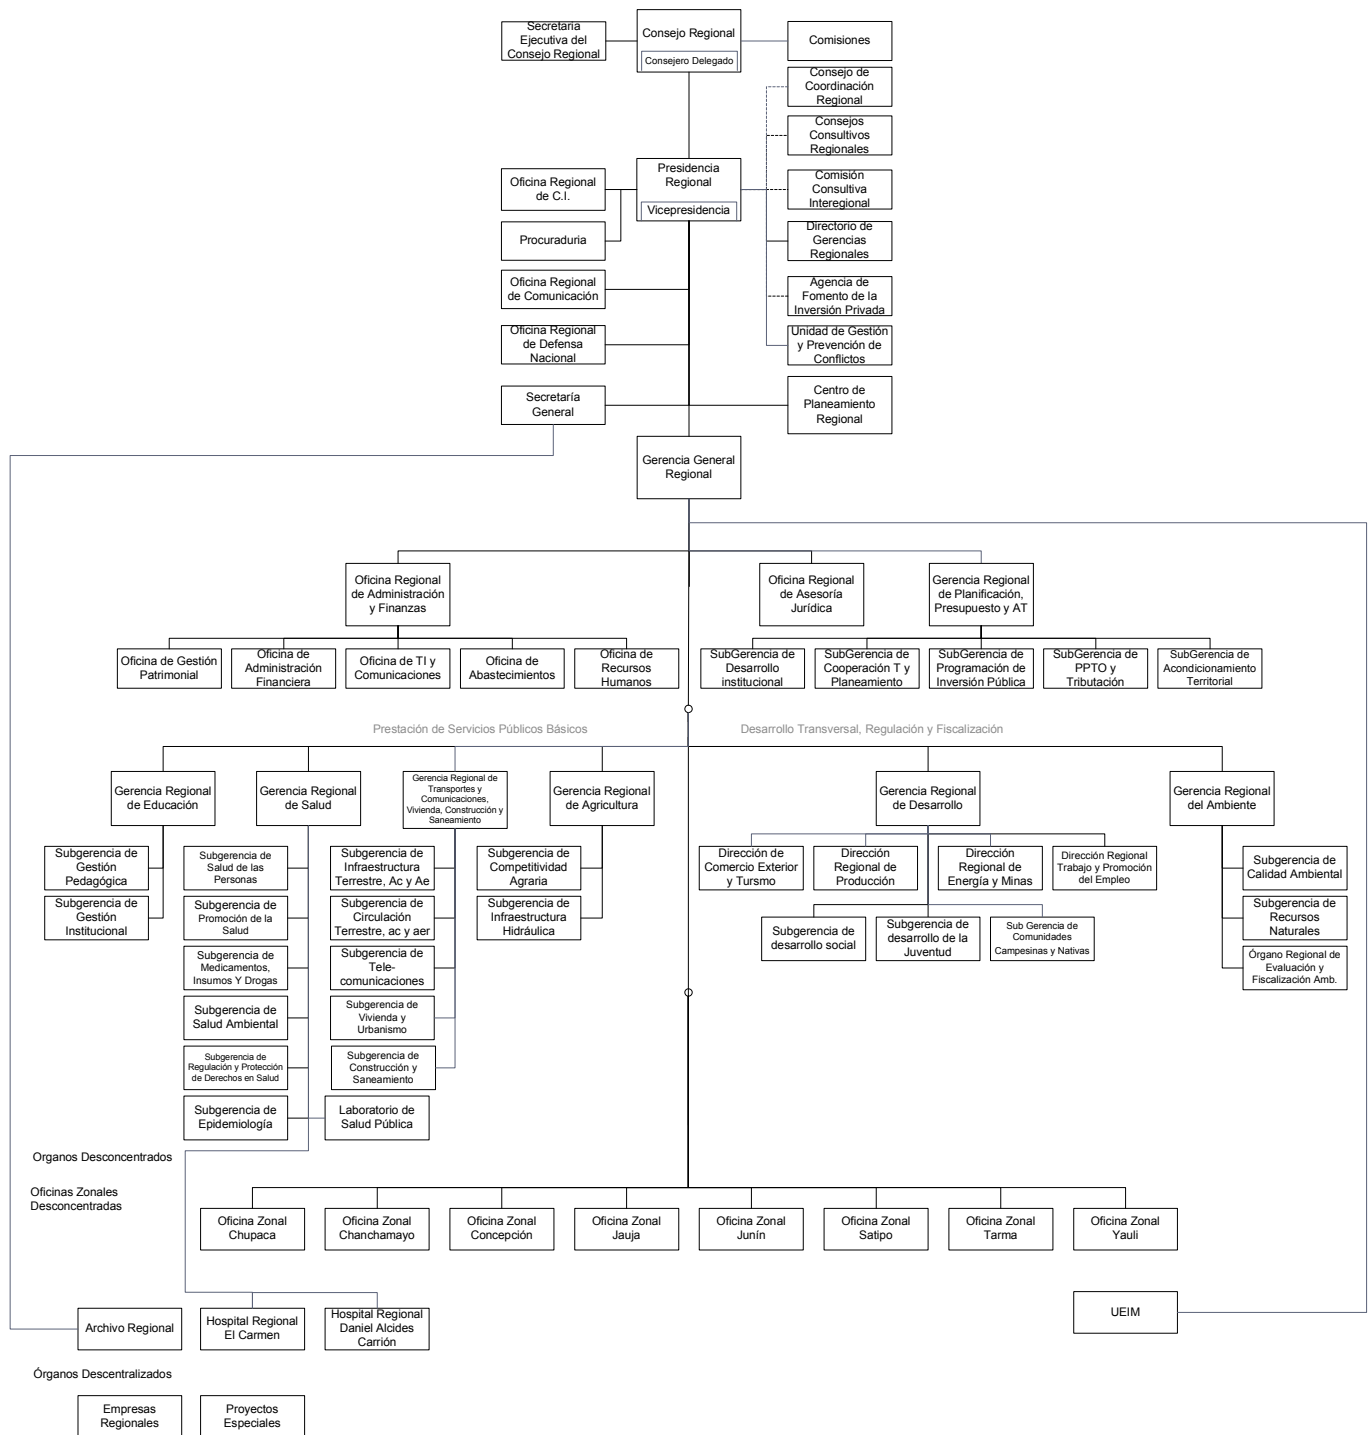 Secretaria
Ejecutiva del
Consejo Regional
Consejo Regional
Consejero Delegado
Comisiones
Consejo de
Coordinación
Regional
Consejos
Consultivos
Regionales
Presidencia
Regional
Vicepresidencia
Oficina Regional
de C.I.
Comisión
Consultiva
Interegional
Procuraduria
Directorio de
Gerencias
Regionales
Oficina Regional
de Comunicación
Agencia de
Fomento de la
Inversión Privada
Oficina Regional
de Defensa
Nacional
Unidad de Gestión
y Prevención de
Conflictos
Secretaría
General
Centro de
Planeamiento
Regional
Gerencia General
Regional
Oficina Regional
de Administración
y Finanzas
Oficina Regional
de Asesoría
Jurídica
Gerencia Regional
de Planificación,
Presupuesto y AT
Oficina de Gestión
Patrimonial
Oficina de
Administración
Financiera
Oficina de TI y
Comunicaciones
Oficina de
Abastecimientos
Oficina de
Recursos
Humanos
SubGerencia de
Desarrollo
institucional
SubGerencia de
Cooperación T y
Planeamiento
SubGerencia de
Programación de
Inversión Pública
SubGerencia de
PPTO y
Tributación
SubGerencia de
Acondicionamiento
Territorial
Prestación de Servicios Públicos Básicos
Desarrollo Transversal, Regulación y Fiscalización
Gerencia Regional
de Educación
Gerencia Regional
de Salud
Gerencia Regional de
Transportes y
Comunicaciones,
Vivienda, Construcción y
Saneamiento
Gerencia Regional
de Agricultura
Gerencia Regional
de Desarrollo
Gerencia Regional
del Ambiente
Subgerencia de
Gestión
Pedagógica
Subgerencia de
Gestión
Institucional
Subgerencia de
Salud de las
Personas
Subgerencia de
Promoción de la
Salud
Subgerencia de
Medicamentos,
Insumos Y Drogas
Subgerencia de
Salud Ambiental
Subgerencia de
Regulación y Protección
de Derechos en Salud
Subgerencia de
Epidemiología
Laboratorio de
Salud Pública
Subgerencia de
Infraestructura
Terrestre, Ac y Ae
Subgerencia de
Circulación
Terrestre, ac y aer
Subgerencia de
Tele-
comunicaciones
Subgerencia de
Vivienda y
Urbanismo
Subgerencia de
Construcción y
Saneamiento
Subgerencia de
Competitividad
Agraria
Subgerencia de
Infraestructura
Hidráulica
Dirección de
Comercio Exterior
y Tursmo
Dirección
Regional de
Producción
Dirección
Regional de
Energía y Minas
Dirección Regional
Trabajo y Promoción
del Empleo
Subgerencia de
desarrollo social
Subgerencia de
desarrollo de la
Juventud
Sub Gerencia de
Comunidades
Campesinas y Nativas
Subgerencia de
Calidad Ambiental
Subgerencia de
Recursos
Naturales
Órgano Regional de
Evaluación y
Fiscalización Amb.
Organos Desconcentrados
Oficinas Zonales
Desconcentradas
Oficina Zonal
Chupaca
Oficina Zonal
Chanchamayo
Oficina Zonal
Concepción
Oficina Zonal
Jauja
Oficina Zonal
Junín
Oficina Zonal
Satipo
Oficina Zonal
Tarma
Oficina Zonal
Yauli
Archivo Regional
Hospital Regional
El Carmen
Hospital Regional
Daniel Alcides
Carrión
UEIM
Órganos Descentralizados
Empresas
Regionales
Proyectos
Especiales